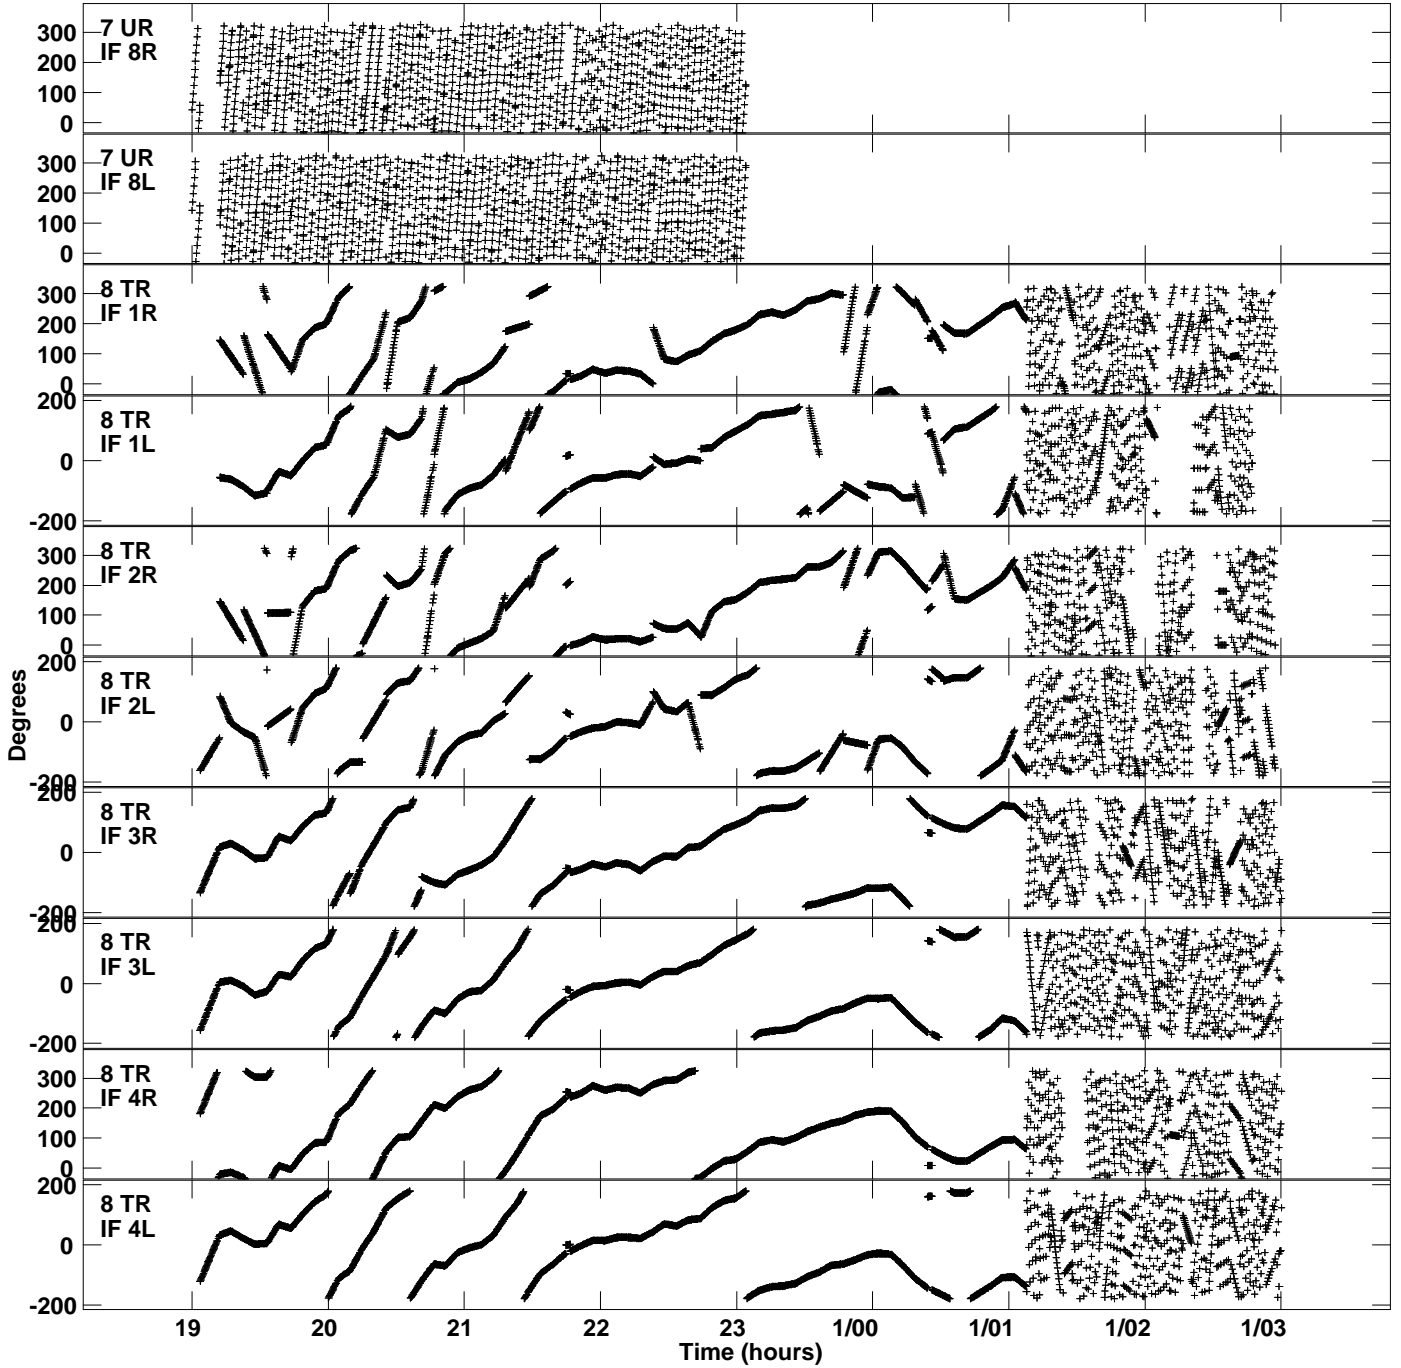 7 UR
IF 8R
300
200
100
0
7 UR
IF 8L
300
200
100
0
8 TR
IF 1R
300
200
100
0
8 TR
IF 1L
200
0
-200
8 TR
IF 2R
300
200
100
0
8 TR
IF 2L
200
0
-200
8 TR
IF 3R
200
0
-200
8 TR
IF 3L
200
0
-200
8 TR
IF 4R
300
200
100
0
8 TR
IF 4L
200
0
-200
Degrees
19 20 21 22 23 1/00 1/01 1/02 1/03
Time (hours)